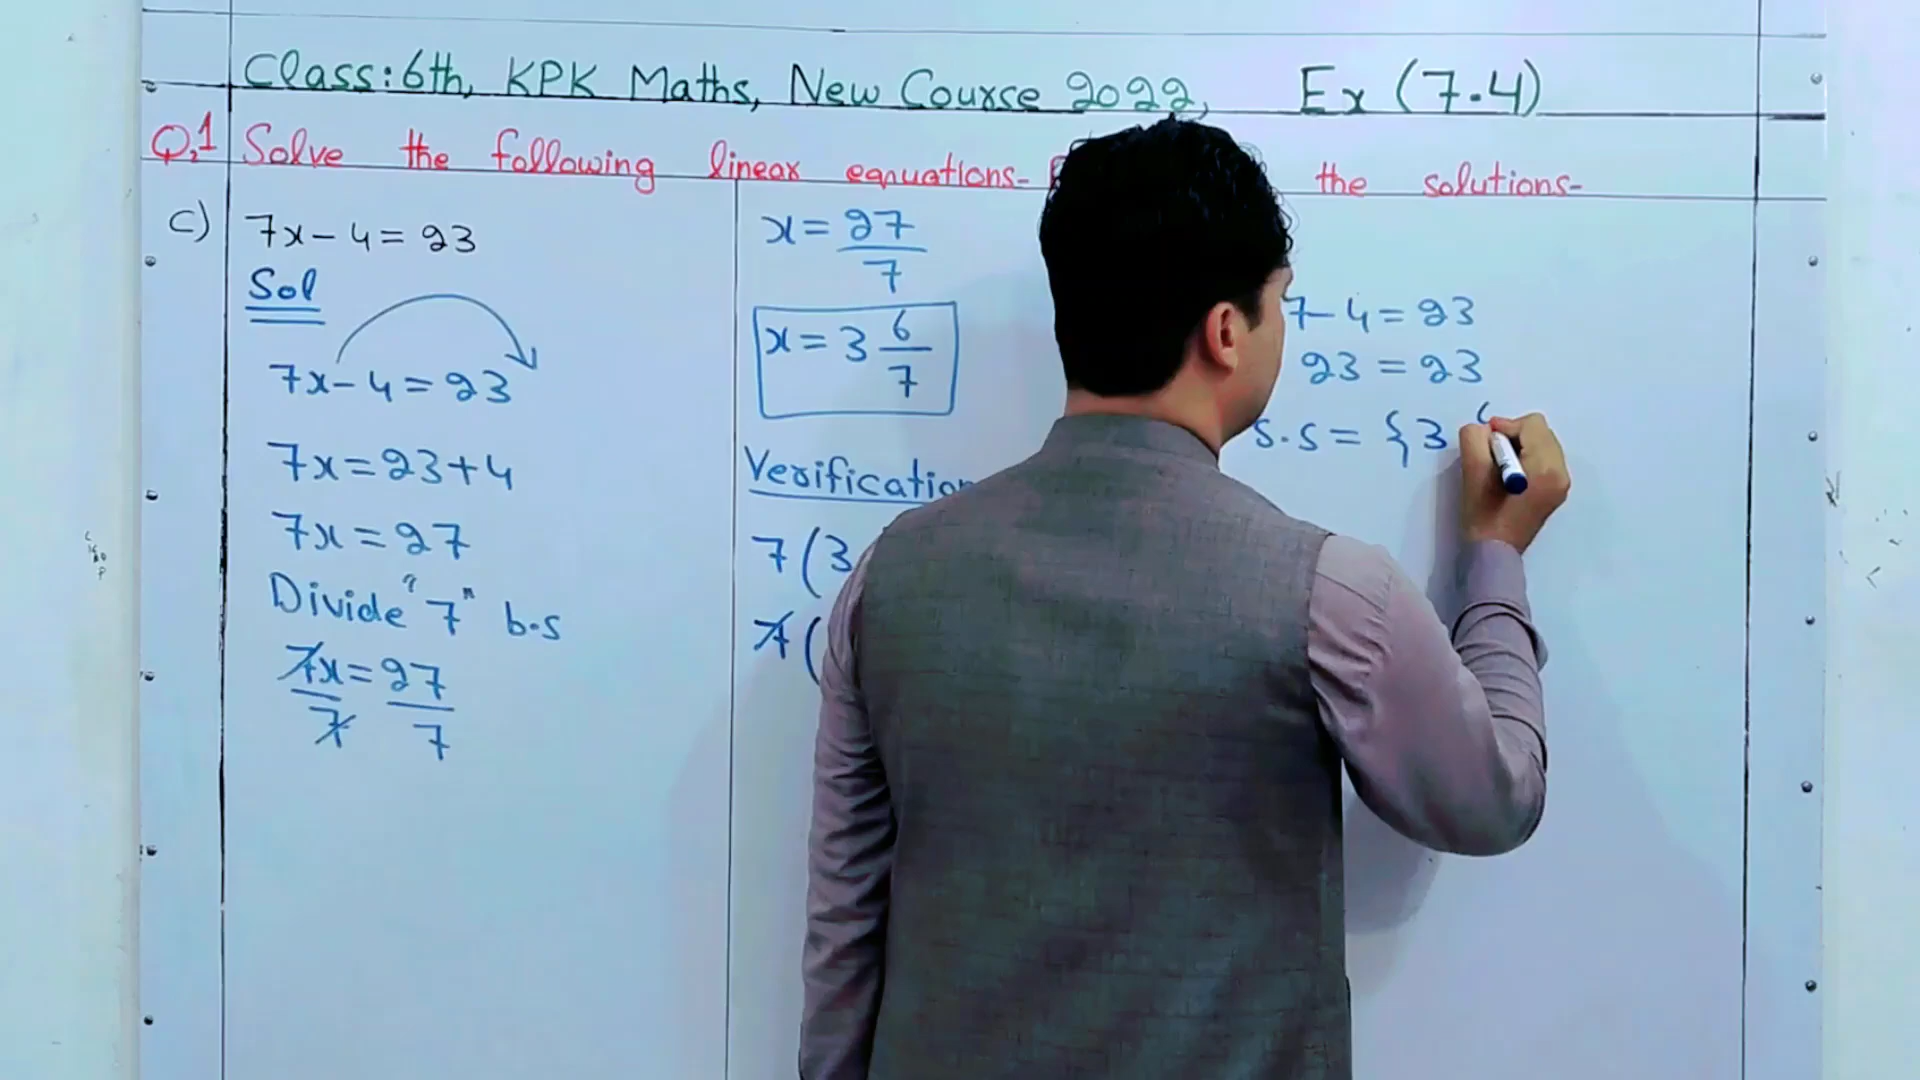 Class: 6th, KPK Maths, New Course 2022, Ex (7.4)
Q.1 Solve the following linear equations- the solutions-
c) 7x - 4 = 23
Sol
7x - 4 = 23
7x = 23 + 4
7x = 27
Divide "7" b.s
7x/7 = 27/7
x = 27/7
x = 3 6/7
Verification
7(3
7(
7 - 4 = 23
23 = 23
S.S = {3